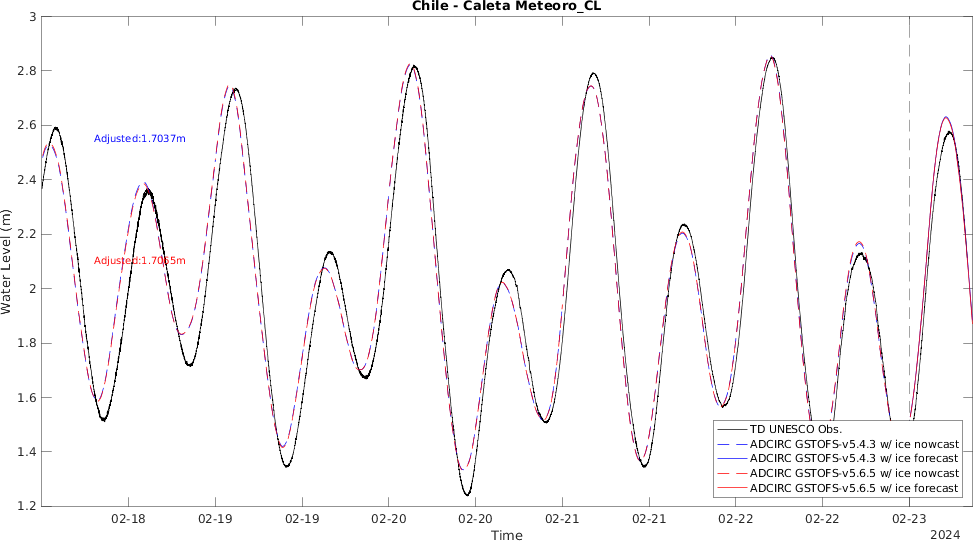 Chile - Caleta Meteoro_CL
3
2.8
2.6
2.4
2.2
2
1.8
1.6
1.4
1.2
Water Level (m)
Adjusted:1.7037m
Adjusted:1.7065m
TD UNESCO Obs.
ADCIRC GSTOFS-v5.4.3 w/ ice nowcast
ADCIRC GSTOFS-v5.4.3 w/ ice forecast
ADCIRC GSTOFS-v5.6.5 w/ ice nowcast
ADCIRC GSTOFS-v5.6.5 w/ ice forecast
02-18 02-19 02-19 02-20 02-20 02-21 02-21 02-22 02-22 02-23
Time
2024